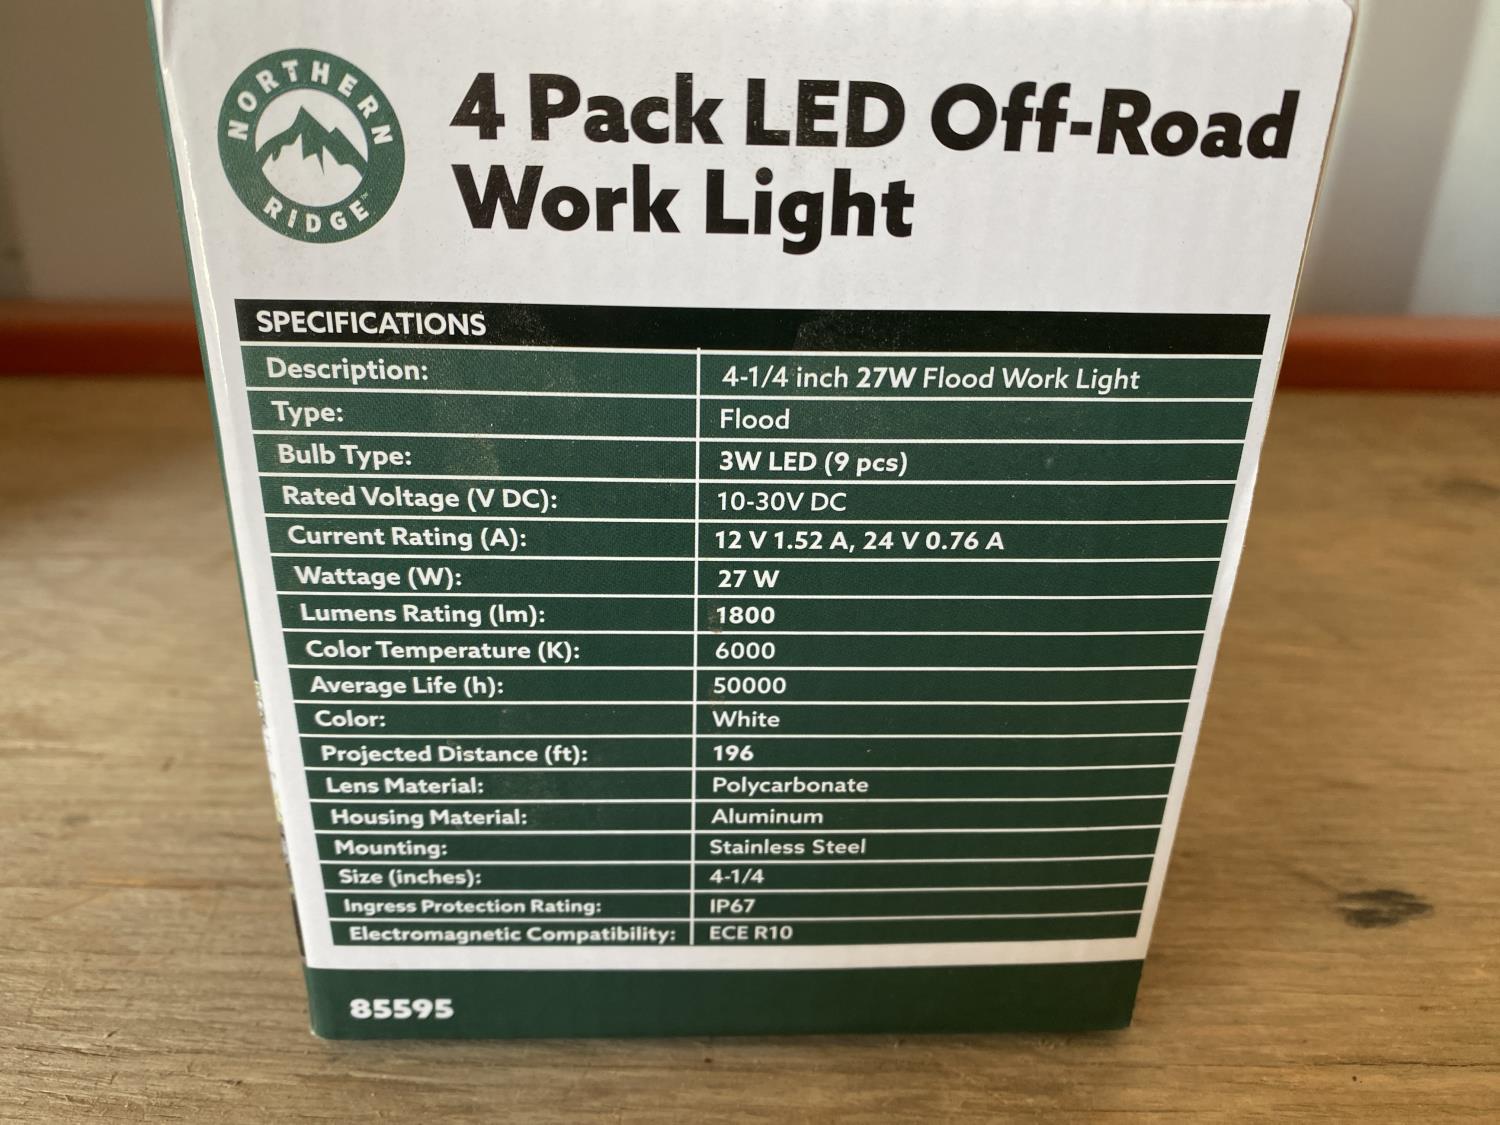 NORTHERN RIDGE™
4 Pack LED Off-Road
Work Light
SPECIFICATIONS
Description: 4-1/4 inch 27W Flood Work Light
Type: Flood
Bulb Type: 3W LED (9 pcs)
Rated Voltage (V DC): 10-30V DC
Current Rating (A): 12 V 1.52 A, 24 V 0.76 A
Wattage (W): 27 W
Lumens Rating (lm): 1800
Color Temperature (K): 6000
Average Life (h): 50000
Color: White
Projected Distance (ft): 196
Lens Material: Polycarbonate
Housing Material: Aluminum
Mounting: Stainless Steel
Size (inches): 4-1/4
Ingress Protection Rating: IP67
Electromagnetic Compatibility: ECE R10
85595